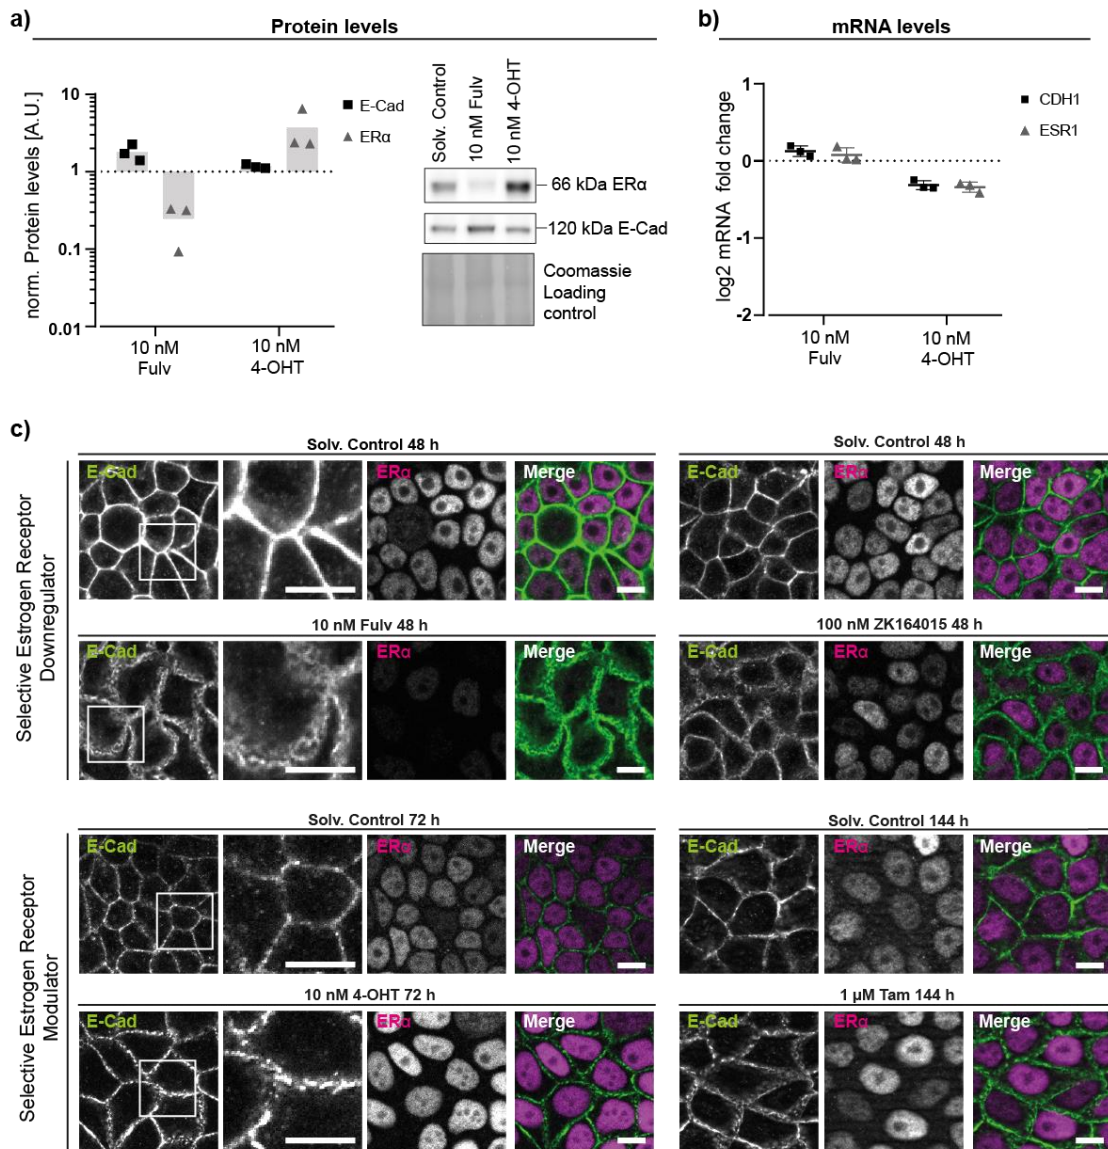 a)
Protein levels
norm. Protein levels [A.U.]
10
1
0.1
0.01
10 nM
Fulv
10 nM
4-OHT
E-Cad
ERα
Solv. Control
10 nM Fulv
10 nM 4-OHT
66 kDa ERα
120 kDa E-Cad
Coomassie
Loading
control
b)
mRNA levels
log2 mRNA fold change
1
0
-1
-2
10 nM
Fulv
10 nM
4-OHT
CDH1
ESR1
c)
Selective Estrogen Receptor
Downregulator
Solv. Control 48 h
E-Cad
ERα
Merge
Solv. Control 48 h
E-Cad
ERα
Merge
10 nM Fulv 48 h
E-Cad
ERα
Merge
100 nM ZK164015 48 h
E-Cad
ERα
Merge
Selective Estrogen Receptor
Modulator
Solv. Control 72 h
E-Cad
ERα
Merge
Solv. Control 144 h
E-Cad
ERα
Merge
10 nM 4-OHT 72 h
E-Cad
ERα
Merge
1 µM Tam 144 h
E-Cad
ERα
Merge